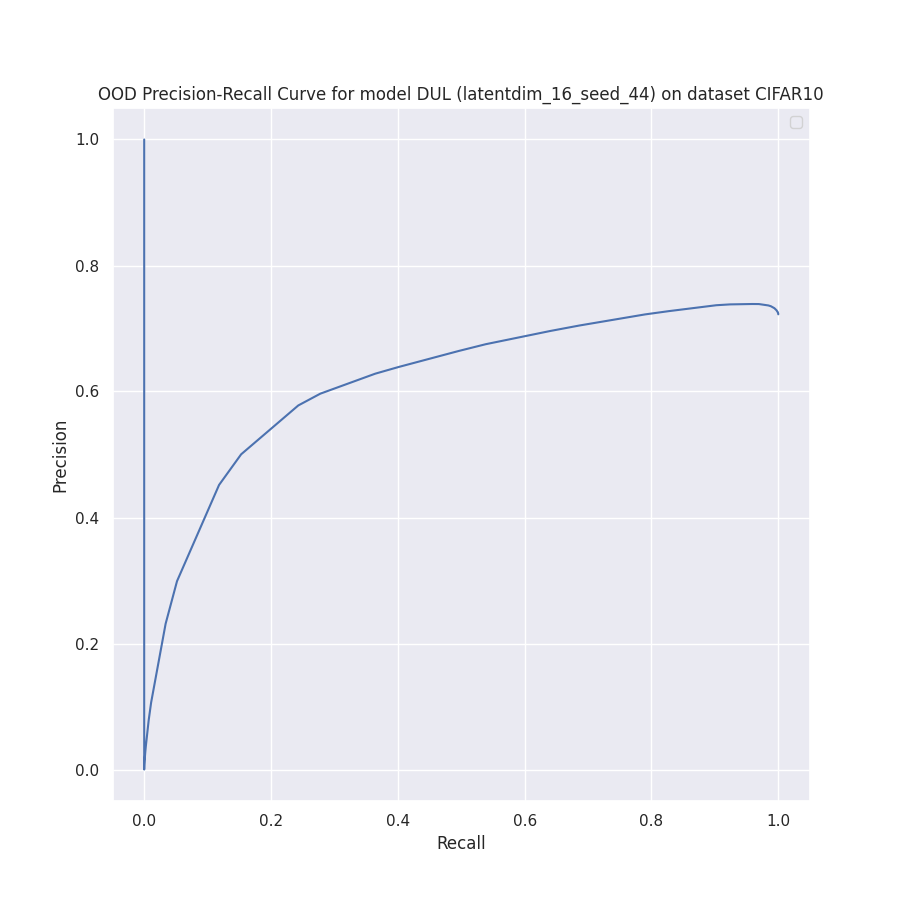 OOD Precision-Recall Curve for model DUL (latentdim_16_seed_44) on dataset CIFAR10
1.0
0.8
0.6
0.4
0.2
0.0
Precision
0.0 0.2 0.4 0.6 0.8 1.0
Recall